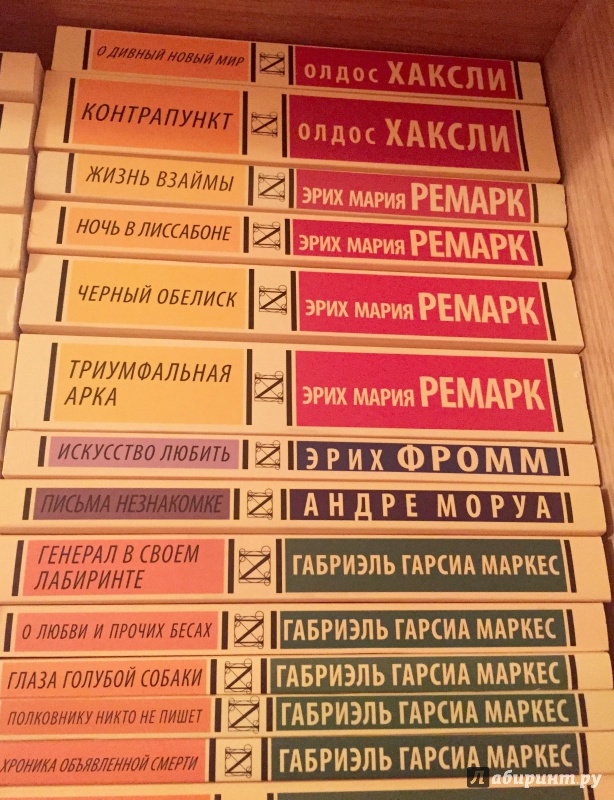 О ДИВНЫЙ НОВЫЙ МИР ОЛДОС ХАКСЛИ
КОНТРАПУНКТ ОЛДОС ХАКСЛИ
ЖИЗНЬ ВЗАЙМЫ ЭРИХ МАРИЯ РЕМАРК
НОЧЬ В ЛИССАБОНЕ ЭРИХ МАРИЯ РЕМАРК
ЧЕРНЫЙ ОБЕЛИСК ЭРИХ МАРИЯ РЕМАРК
ТРИУМФАЛЬНАЯ
АРКА ЭРИХ МАРИЯ РЕМАРК
ИСКУССТВО ЛЮБИТЬ ЭРИХ ФРОММ
ПИСЬМА НЕЗНАКОМКЕ АНДРЕ МОРУА
ГЕНЕРАЛ В СВОЕМ
ЛАБИРИНТЕ ГАБРИЭЛЬ ГАРСИА МАРКЕС
О ЛЮБВИ И ПРОЧИХ БЕСАХ ГАБРИЭЛЬ ГАРСИА МАРКЕС
ГЛАЗА ГОЛУБОЙ СОБАКИ ГАБРИЭЛЬ ГАРСИА МАРКЕС
ПОЛКОВНИКУ НИКТО НЕ ПИШЕТ ГАБРИЭЛЬ ГАРСИА МАРКЕС
ХРОНИКА ОБЪЯВЛЕННОЙ СМЕРТИ ГАБРИЭЛЬ ГАРСИА МАРКЕС
Лабиринт.ру